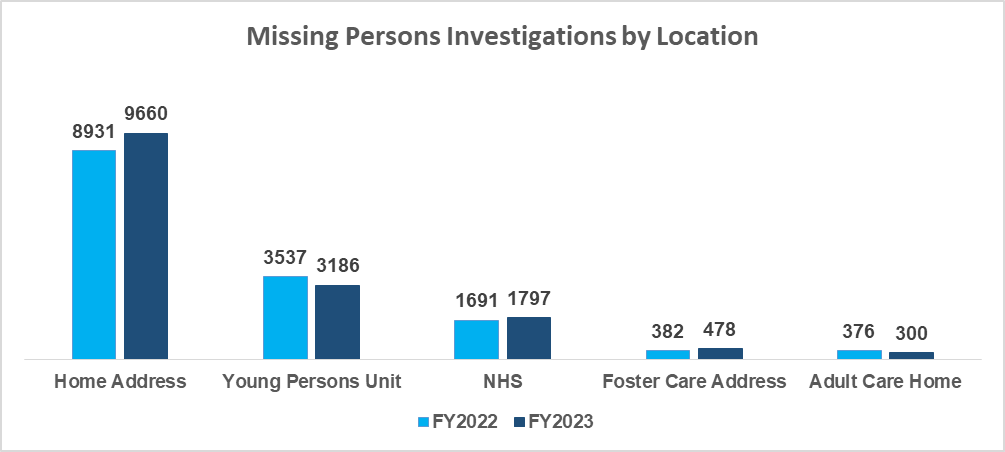 Missing Persons Investigations by Location
8931 9660
3537 3186
1691 1797
382 478
376 300
Home Address Young Persons Unit NHS Foster Care Address Adult Care Home
FY2022 FY2023